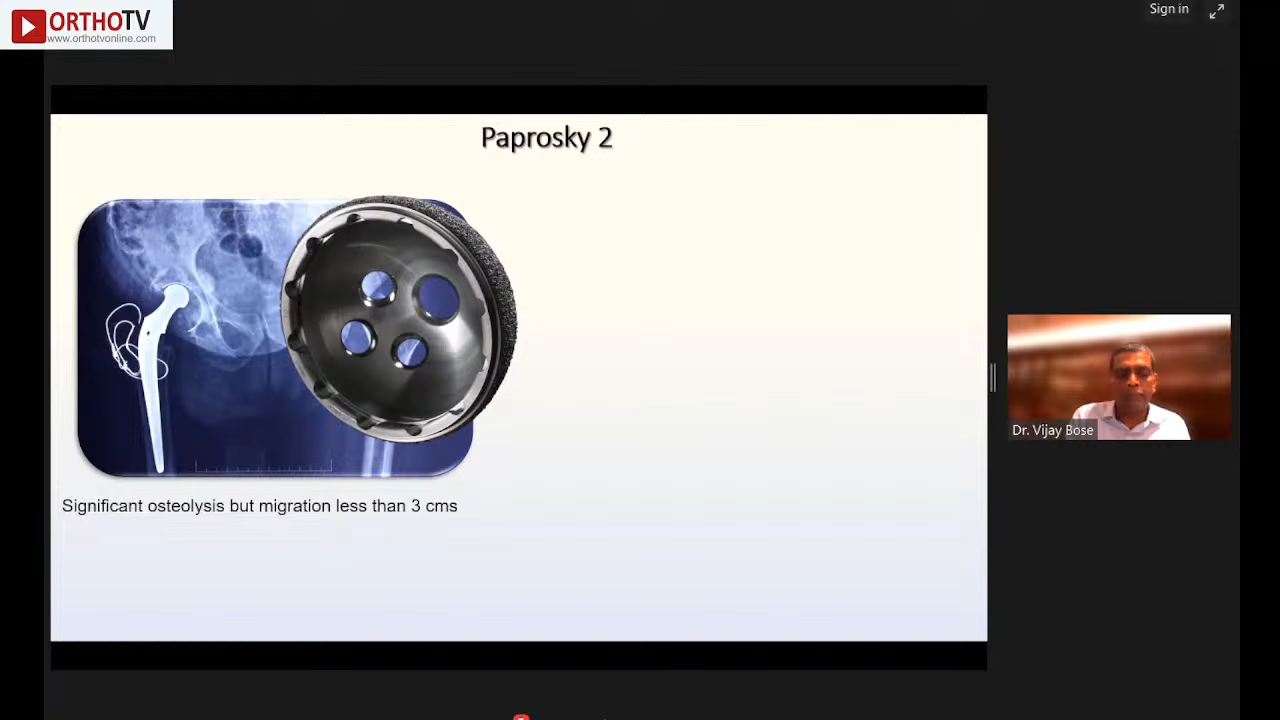 ORTHOTV
www.orthotvonline.com
Sign in
Paprosky 2
Significant osteolysis but migration less than 3 cms
Dr. Vijay Bose